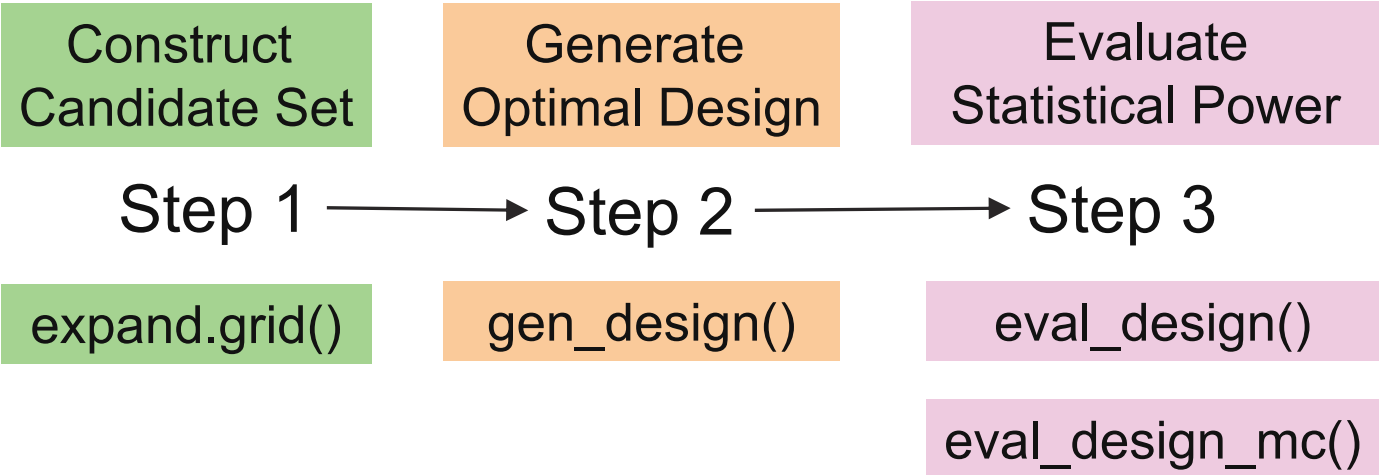 Construct
Candidate Set
Generate
Optimal Design
Evaluate
Statistical Power
Step 1
Step 2
Step 3
expand.grid()
gen_design()
eval_design()
eval_design_mc()